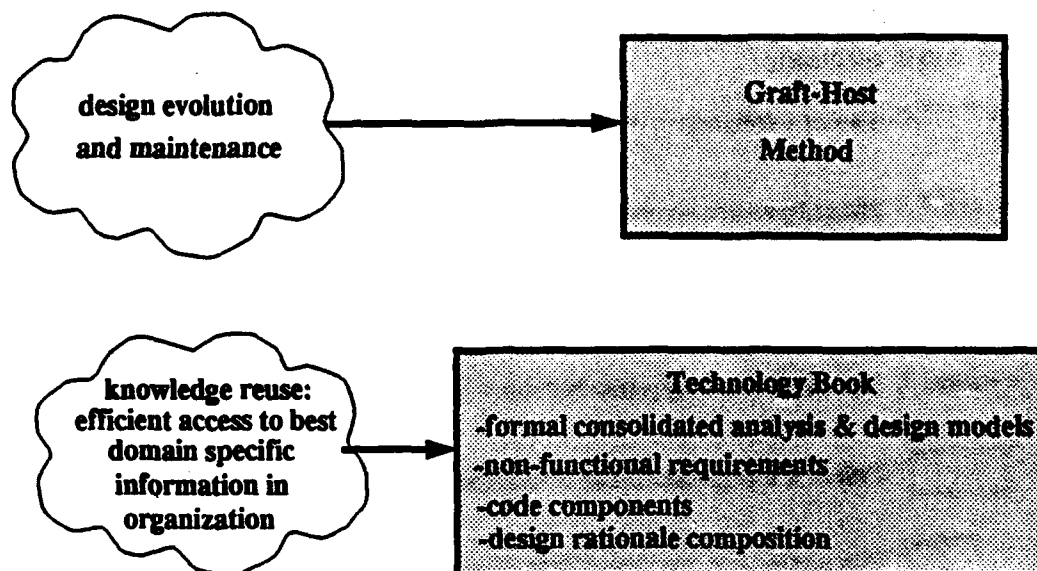 design evolution
and maintenance
Graft-Host
Method
knowledge reuse:
efficient access to best
domain specific
information in
organization
Technology Book
-formal consolidated analysis & design models
-non-functional requirements
-code components
-design rationale composition